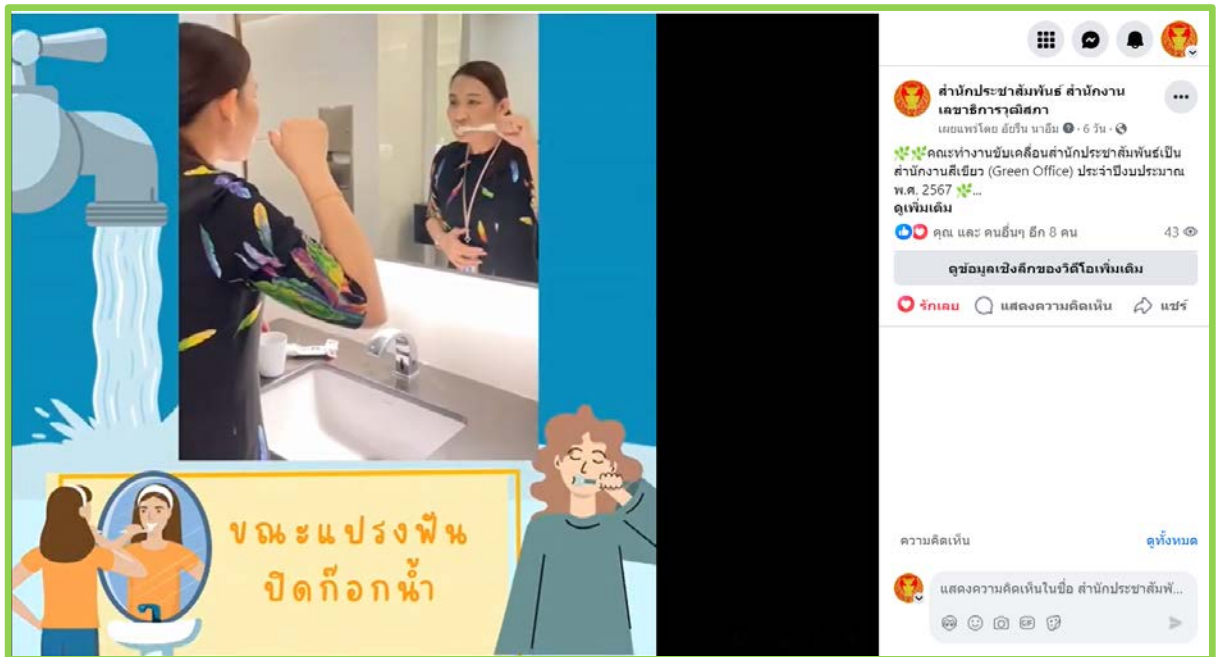 ขณะแปรงฟัน
ปิดก๊อกน้ำ
สำนักประชาสัมพันธ์ สำนักงาน
เลขาธิการวุฒิสภา
เผยแพร่โดย อัยรีน นาอีม · 6 วัน ·
คณะทำงานขับเคลื่อนสำนักประชาสัมพันธ์เป็น
สำนักงานสีเขียว (Green Office) ประจำปีงบประมาณ
พ.ศ. 2567 ...
ดูเพิ่มเติม
คุณ และ คนอื่นๆ อีก 8 คน 43
ดูข้อมูลเชิงลึกของวิดีโอเพิ่มเติม
รักเลย แสดงความคิดเห็น แชร์
ความคิดเห็น ดูทั้งหมด
แสดงความคิดเห็นในชื่อ สำนักประชาสัมพั...
GIF